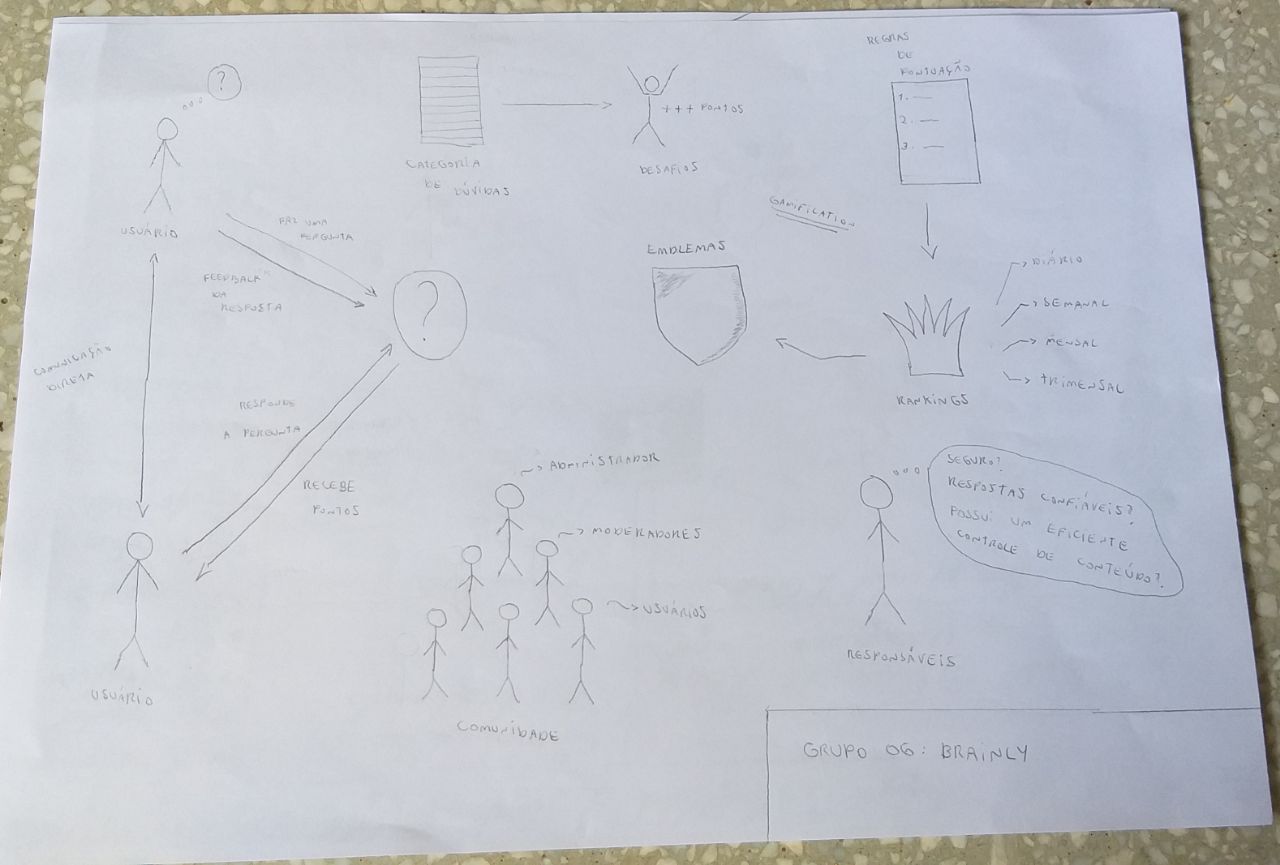 ?
USUÁRIO
FAZ UMA
PERGUNTA
FEEDBACK
DA
RESPOSTA
?
COMUNICAÇÃO
DIRETA
RESPONDE
A PERGUNTA
RECEBE
PONTOS
USUÁRIO
CATEGORIA
DE DÚVIDAS
+++ PONTOS
DESAFIOS
REGRAS
DE
PONTUAÇÃO
1. —
2. —
3. —
GAMIFICATION
EMBLEMAS
RANKINGS
DIÁRIO
SEMANAL
MENSAL
TRIMENSAL
ADMINISTRADOR
MODERADORES
USUÁRIOS
COMUNIDADE
SEGURO?
RESPOSTAS CONFIÁVEIS?
POSSUI UM EFICIENTE
CONTROLE DE CONTEÚDO?
RESPONSÁVEIS
GRUPO 06: BRAINLY